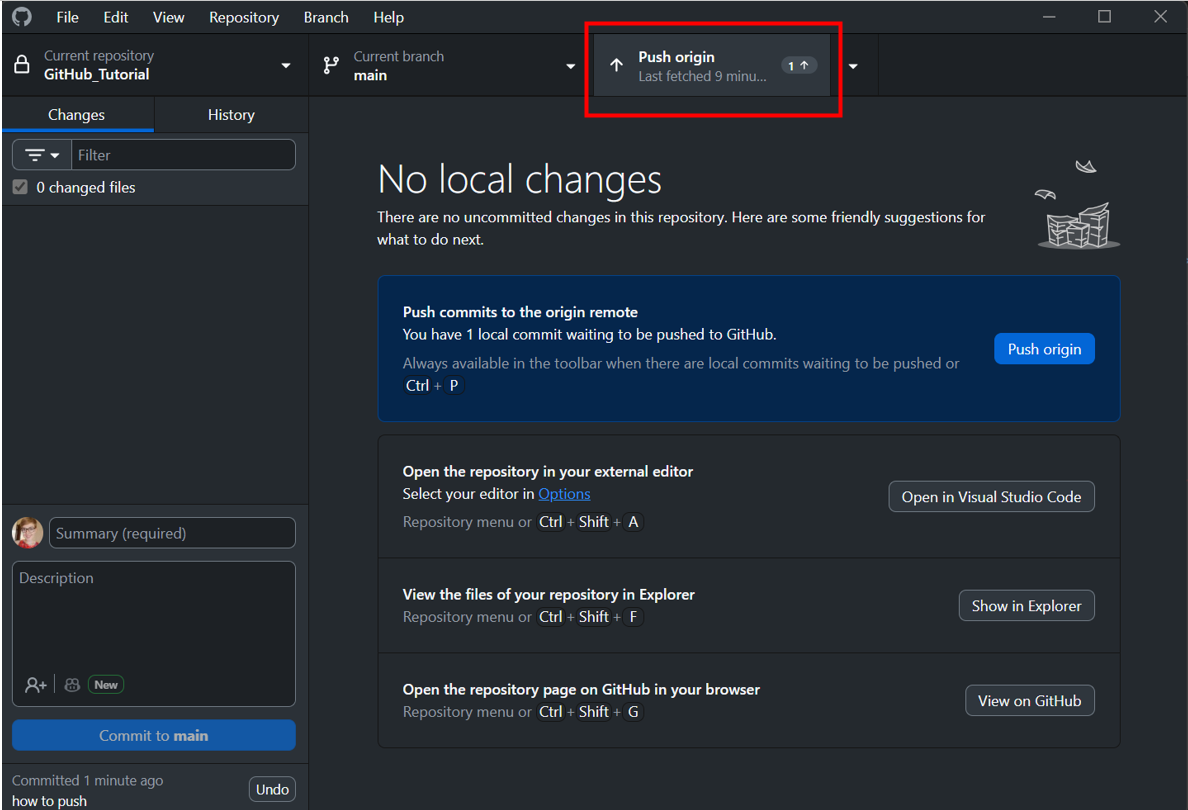 File Edit View Repository Branch Help
Current repository
GitHub_Tutorial
Current branch
main
Push origin
Last fetched 9 minu...
1
Changes
History
Filter
0 changed files
No local changes
There are no uncommitted changes in this repository. Here are some friendly suggestions for
what to do next.
Push commits to the origin remote
You have 1 local commit waiting to be pushed to GitHub.
Always available in the toolbar when there are local commits waiting to be pushed or
Ctrl + P
Push origin
Open the repository in your external editor
Select your editor in Options
Repository menu or Ctrl + Shift + A
Open in Visual Studio Code
View the files of your repository in Explorer
Repository menu or Ctrl + Shift + F
Show in Explorer
Open the repository page on GitHub in your browser
Repository menu or Ctrl + Shift + G
View on GitHub
Summary (required)
Description
New
Commit to main
Committed 1 minute ago
how to push
Undo